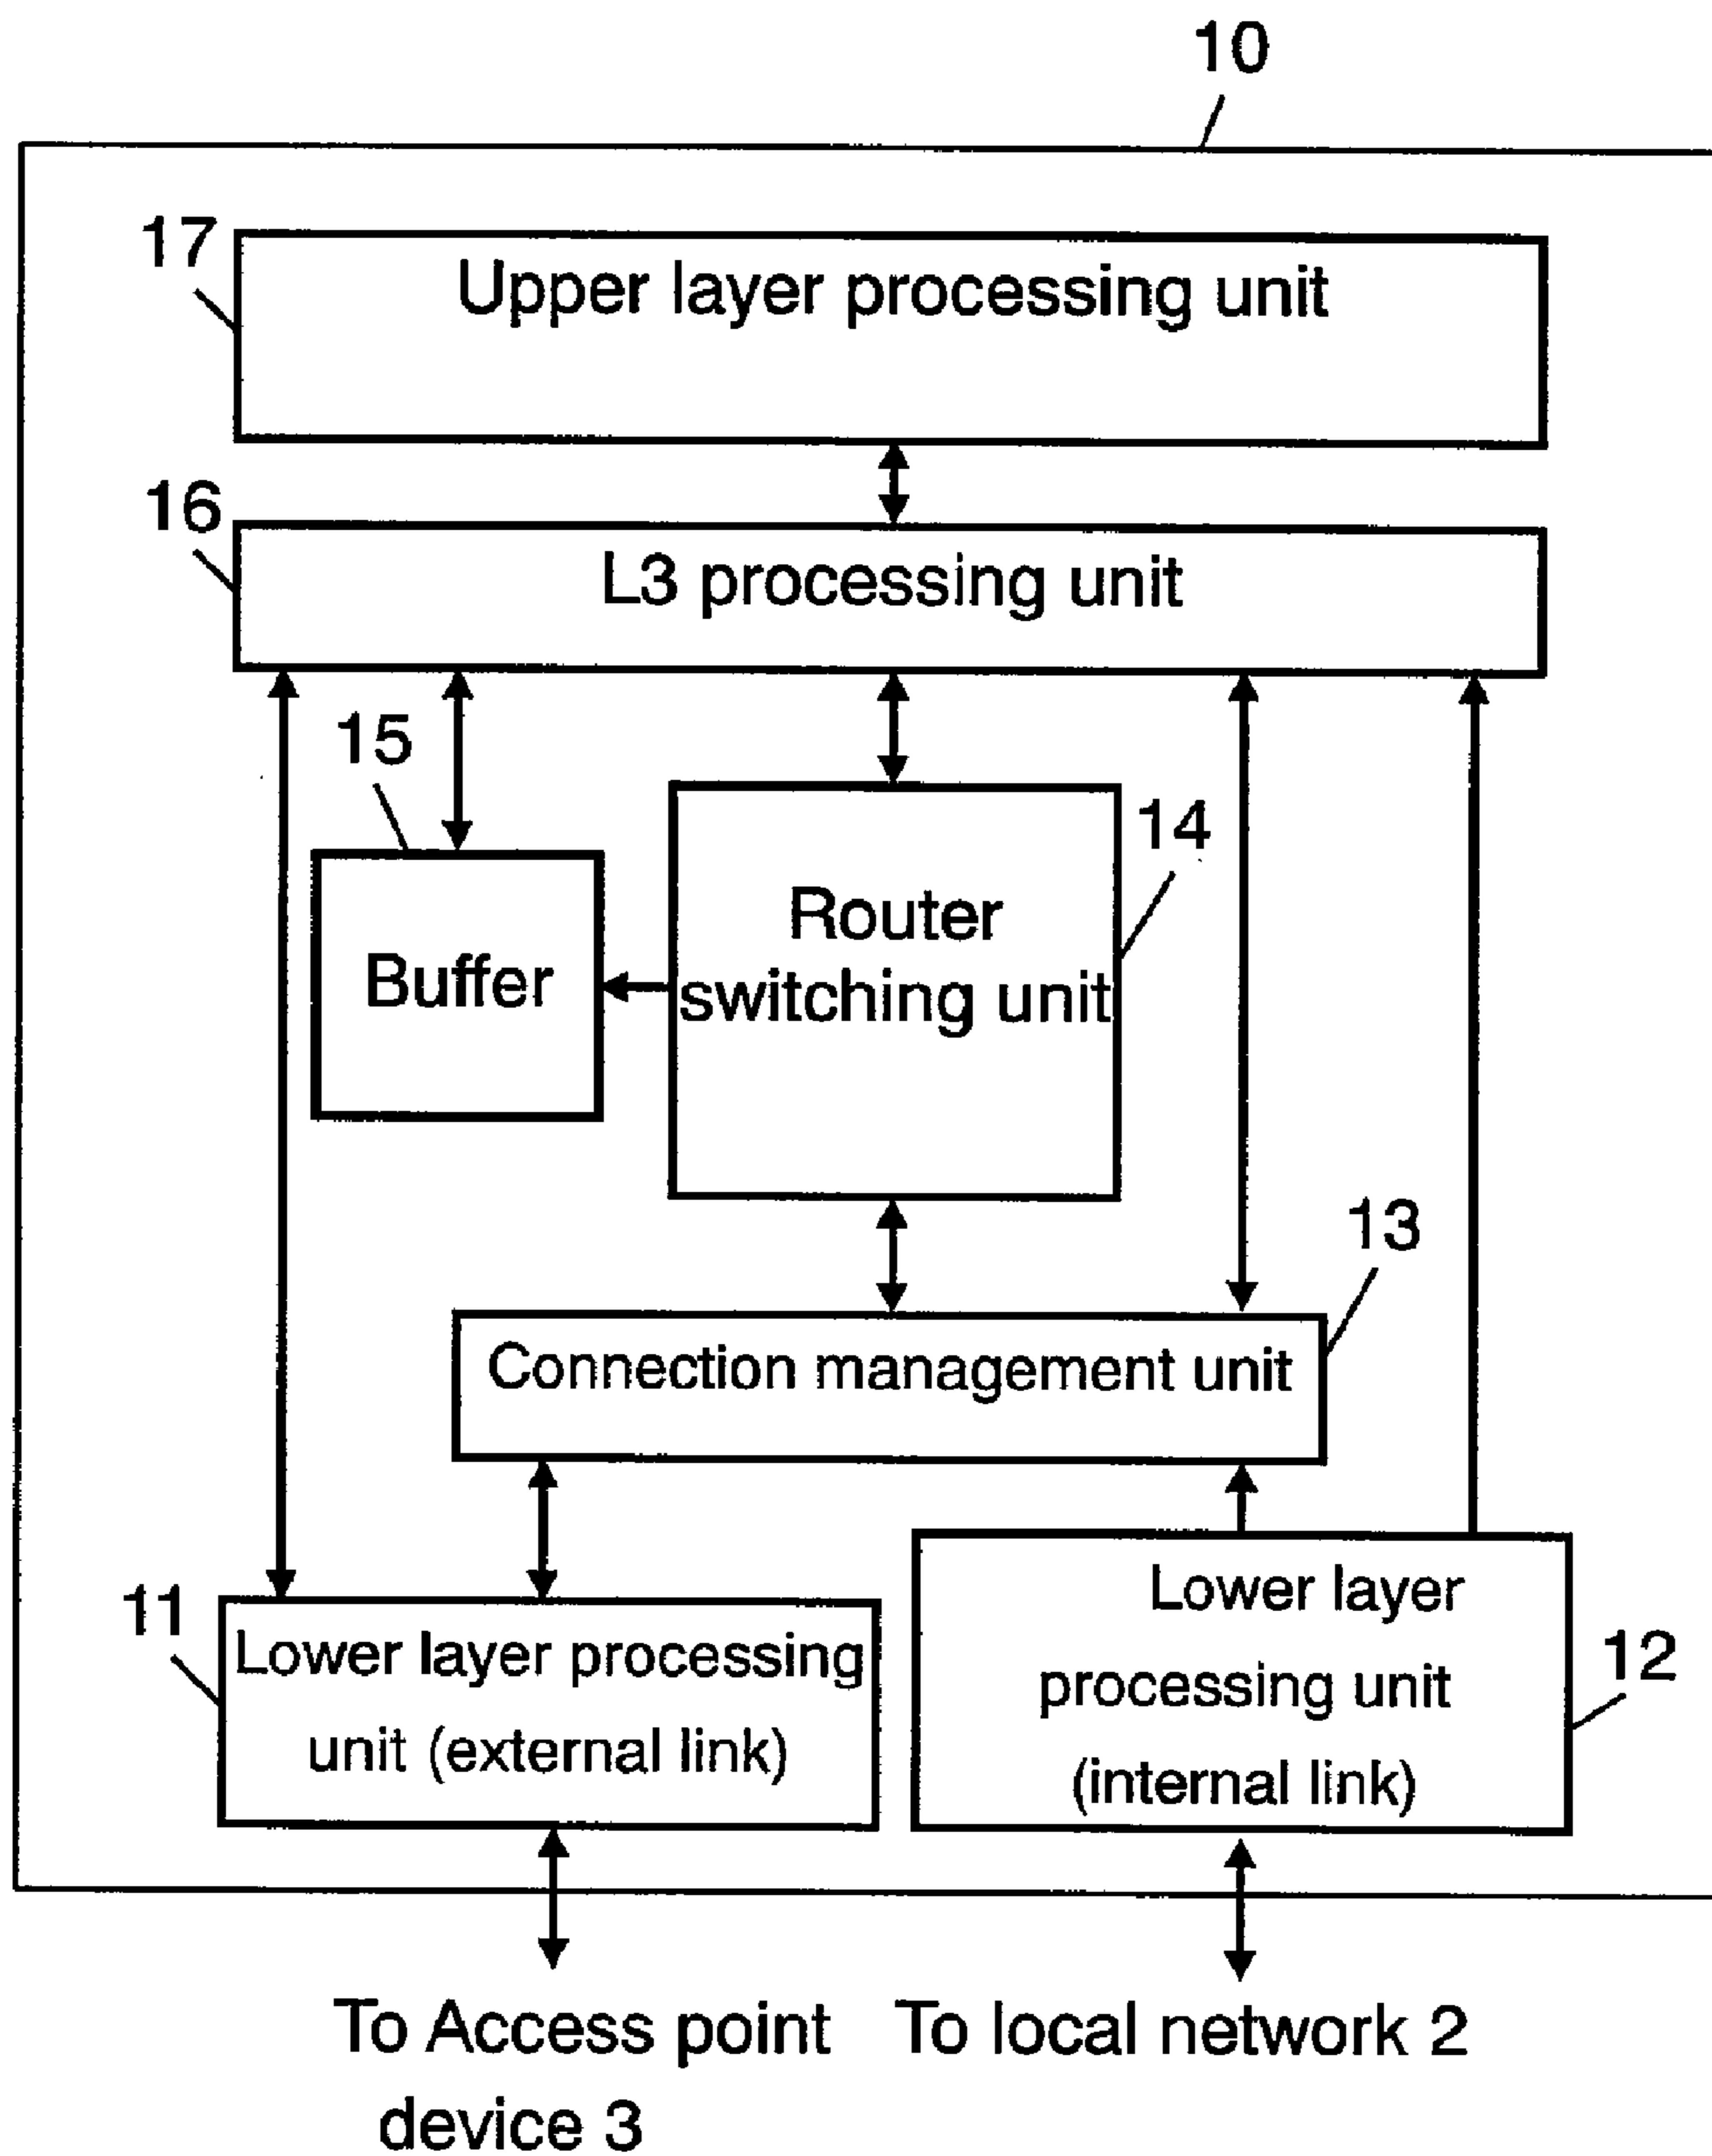 10
17
Upper layer processing unit
16
L3 processing unit
15
14
Buffer
Router
switching unit
13
Connection management unit
11
Lower layer processing
unit (external link)
Lower layer
processing unit
(internal link)
12
To Access point
device 3
To local network 2